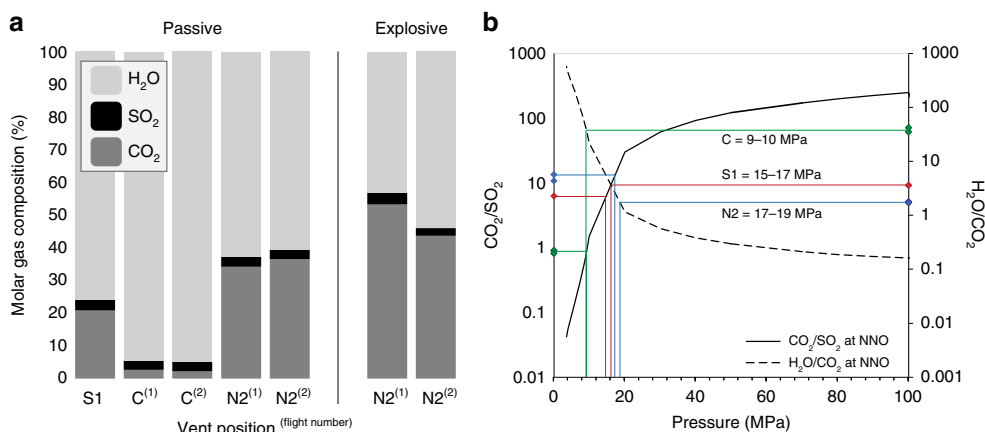 a
Passive
Explosive
Molar gas composition (%)
100
90
80
70
60
50
40
30
20
10
0
H₂O
SO₂
CO₂
S1 C⁽¹⁾ C⁽²⁾ N2⁽¹⁾ N2⁽²⁾ N2⁽¹⁾ N2⁽²⁾
Vent position ⁽flight number⁾
b
CO₂/SO₂
1000
100
10
1
0.1
0.01
C = 9–10 MPa
S1 = 15–17 MPa
N2 = 17–19 MPa
CO₂/SO₂ at NNO
H₂O/CO₂ at NNO
0 20 40 60 80 100
Pressure (MPa)
1000
100
10
1
0.1
0.01
0.001
H₂O/CO₂